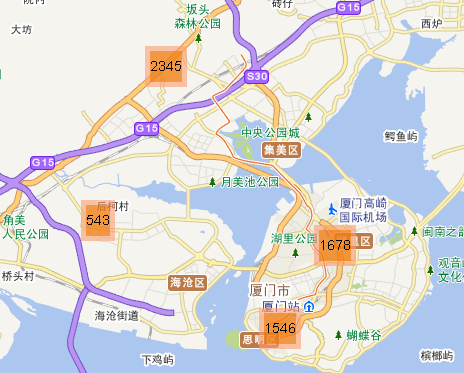 坂头
森林公园
砖仔
大坊
西炉
2345
S30
G15
中央公园城
集美区
鳄鱼屿
G15
月美池公园
后柯村
543
角美
人民公园
厦门高崎
国际机场
湖里公园
1678
里区
闽南之
观音
文化
桥头村
海沧区
厦门市
厦门站
海沧街道
1546
思明区
蝴蝶谷
下鸡屿
槟榔屿